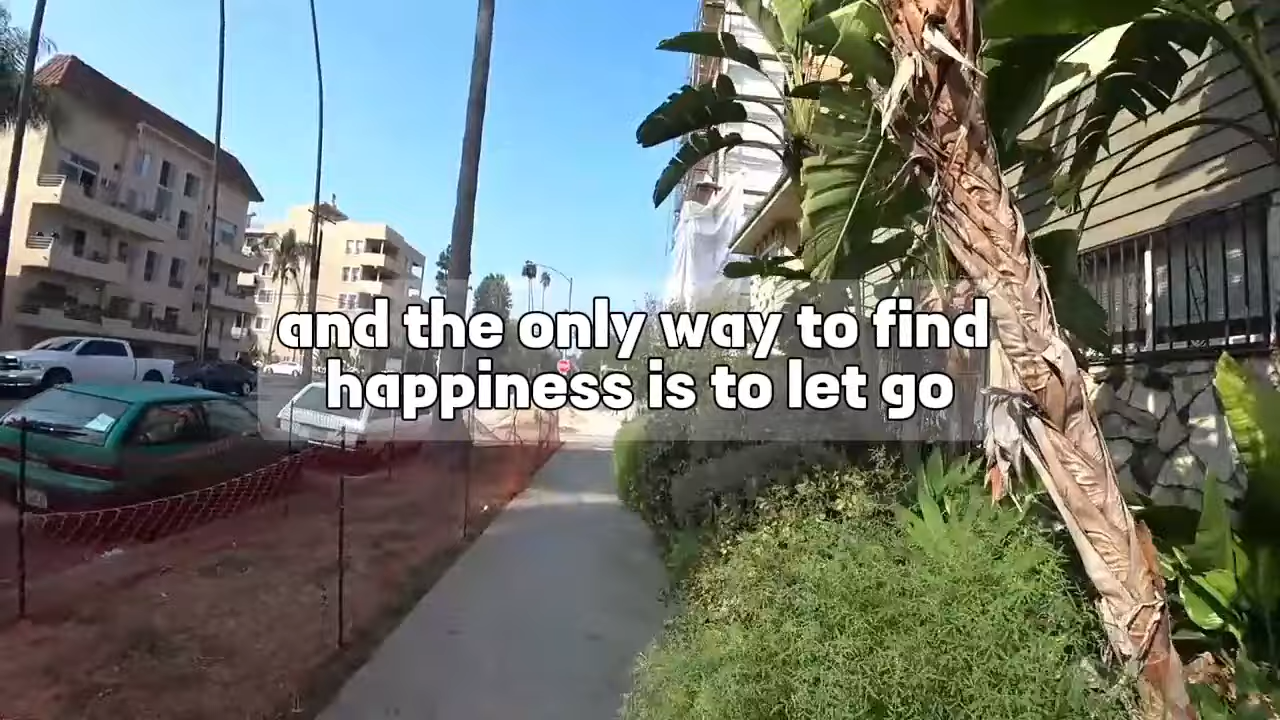 and the only way to find
happiness is to let go